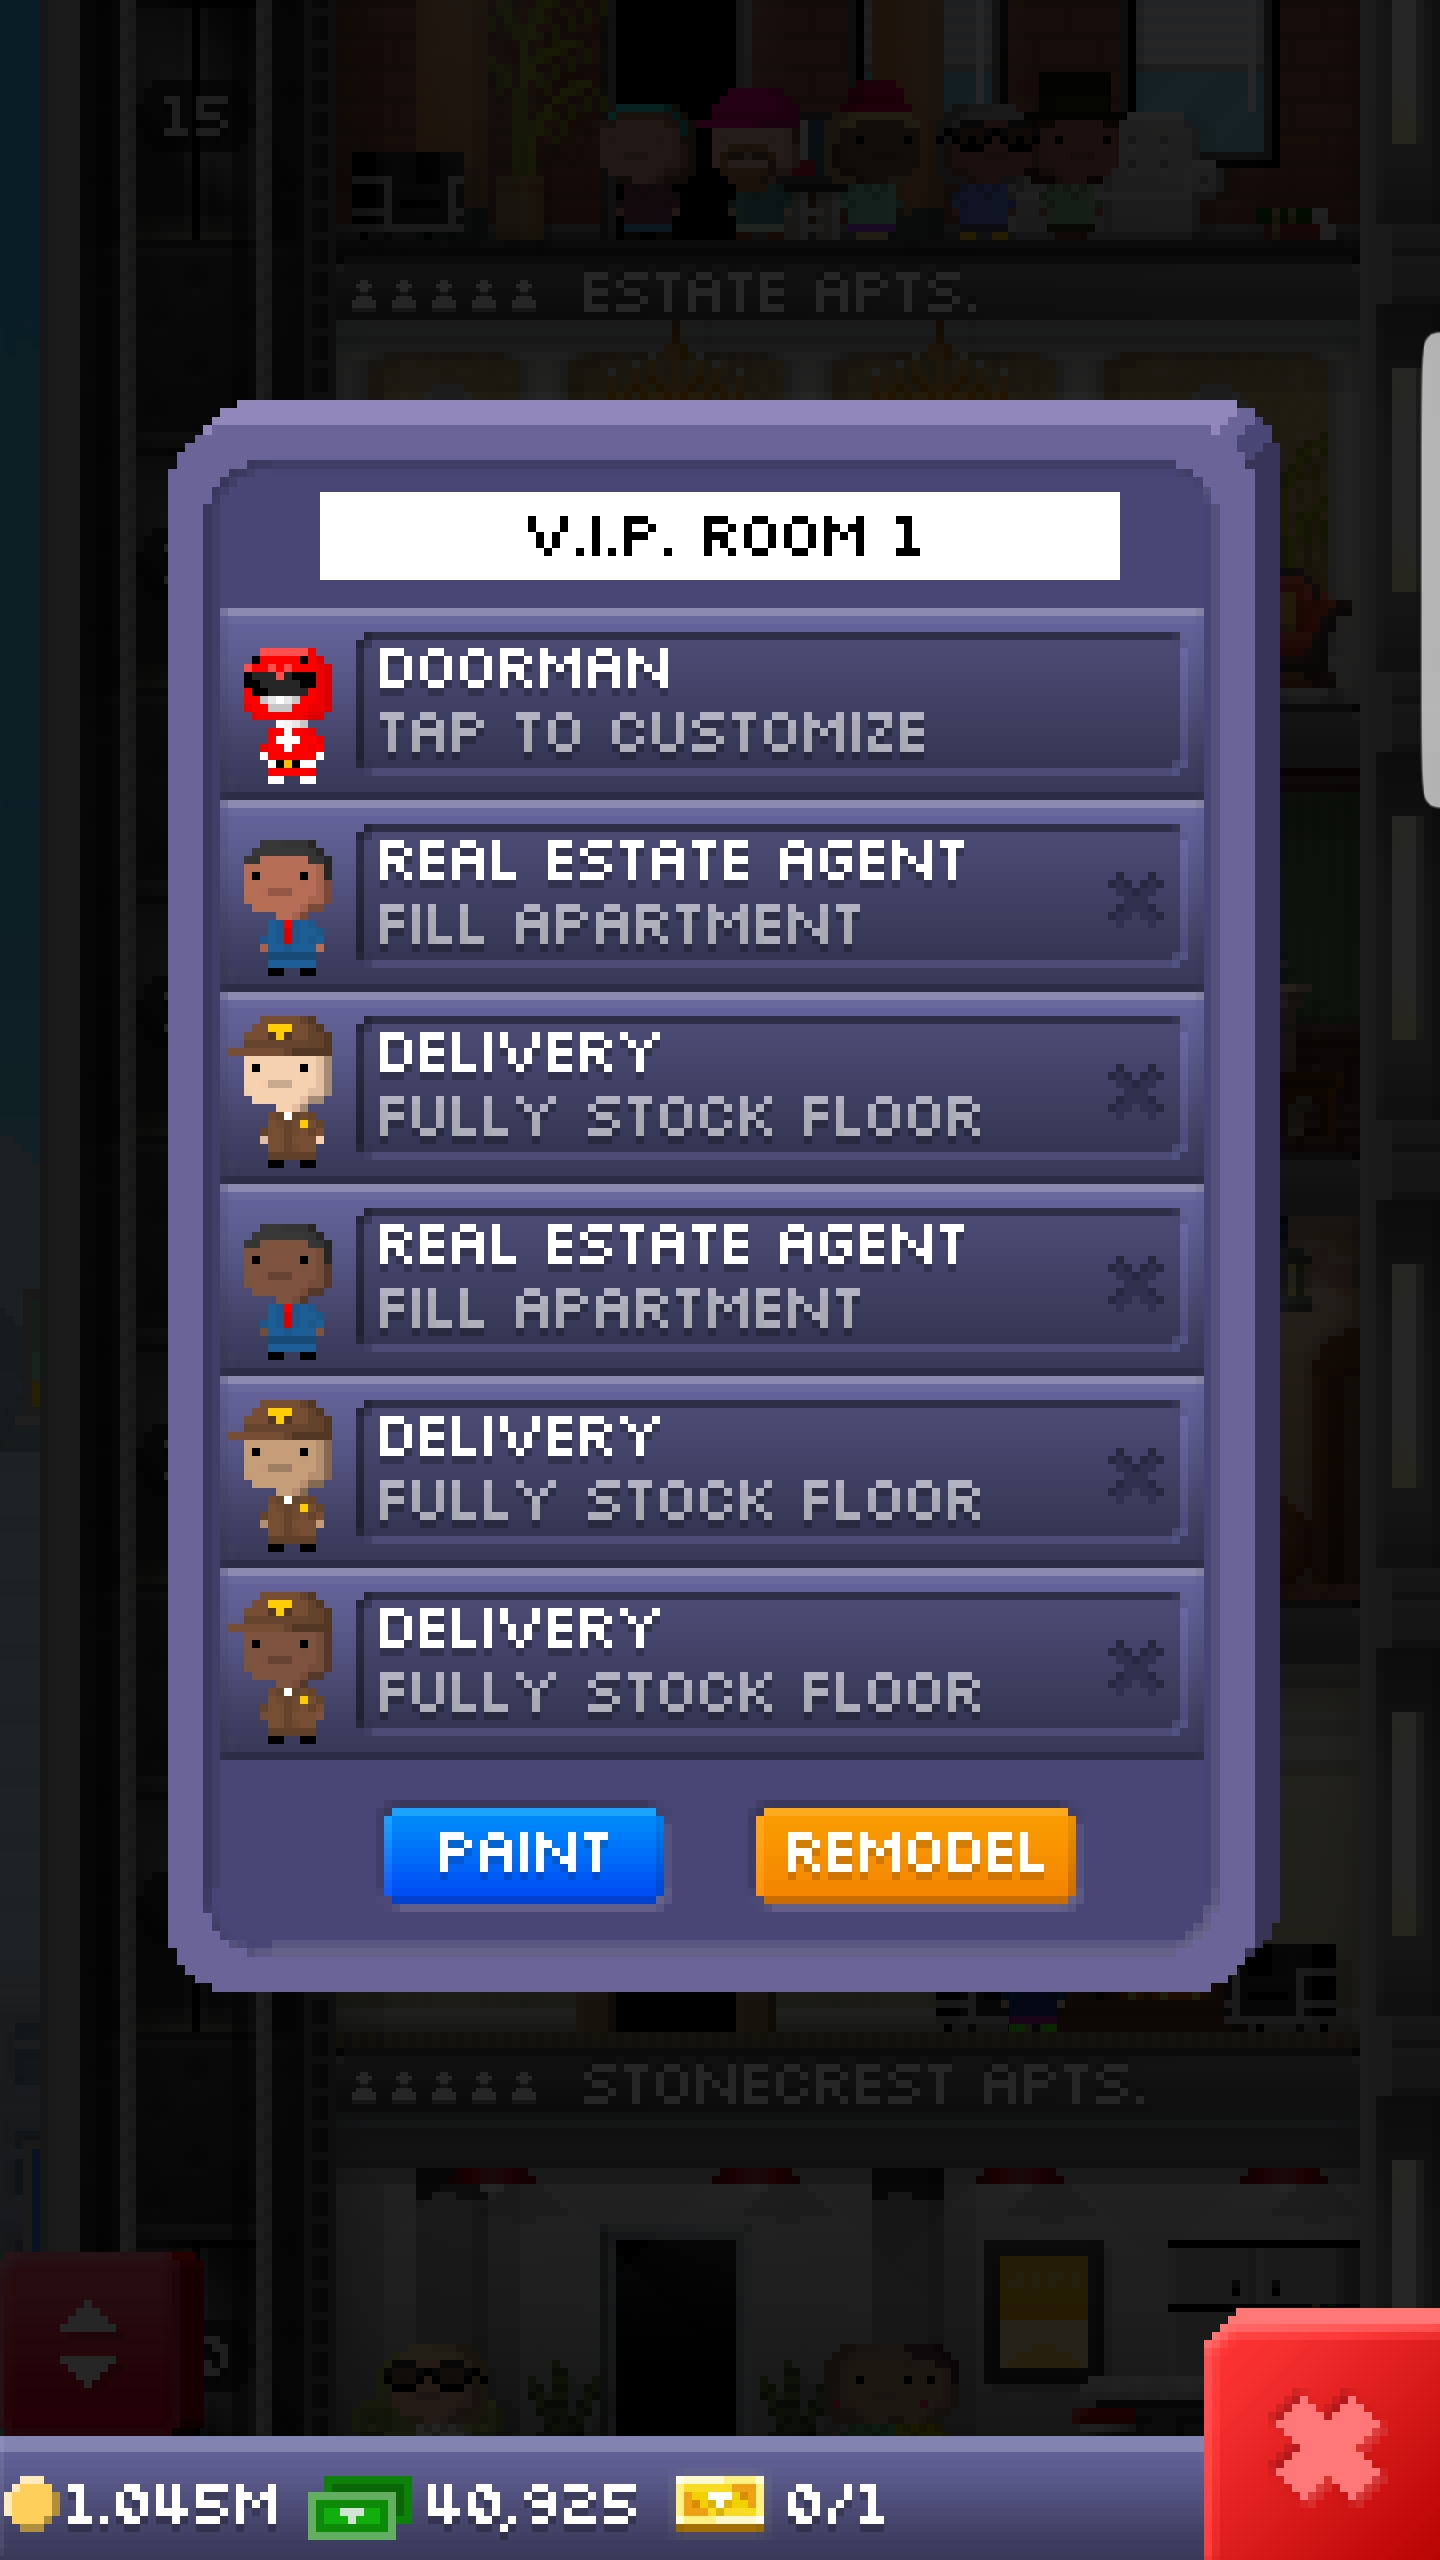 15
ESTATE APTS.
V.I.P. ROOM 1
DOORMAN
TAP TO CUSTOMIZE
REAL ESTATE AGENT
FILL APARTMENT
DELIVERY
FULLY STOCK FLOOR
REAL ESTATE AGENT
FILL APARTMENT
DELIVERY
FULLY STOCK FLOOR
DELIVERY
FULLY STOCK FLOOR
PAINT
REMODEL
STONECREST APTS.
1.045M
40,925
0/1